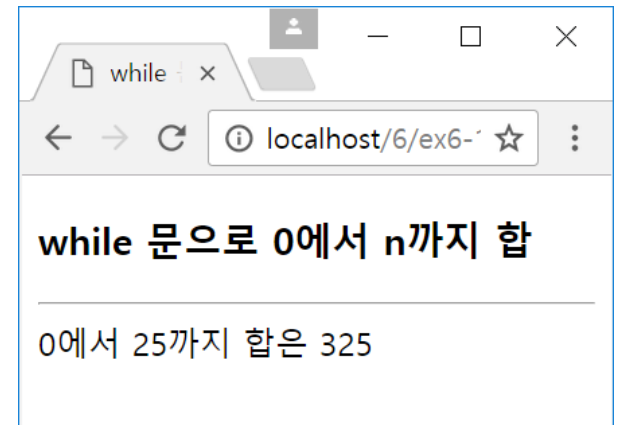 while
localhost/6/ex6-1
while 문으로 0에서 n까지 합
0에서 25까지 합은 325